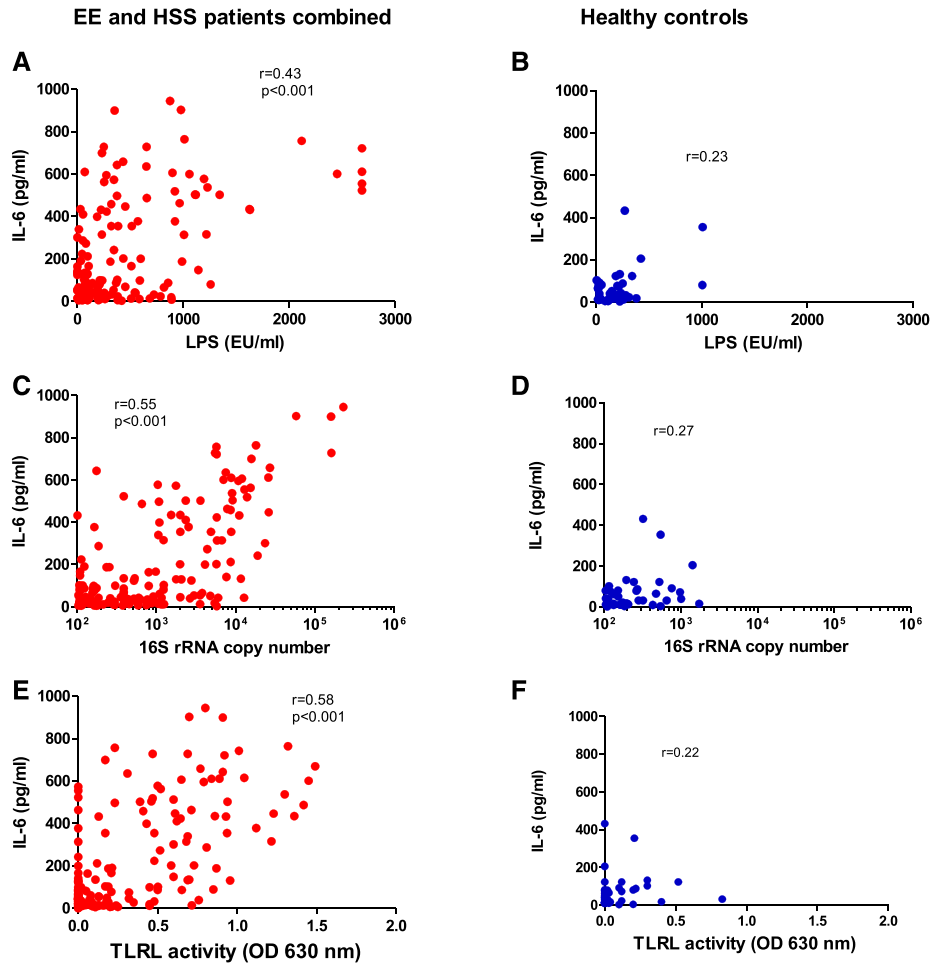 EE and HSS patients combined
Healthy controls
A
r=0.43
p<0.001
1000
800
600
400
200
0
IL-6 (pg/ml)
0 1000 2000 3000
LPS (EU/ml)
B
r=0.23
1000
800
600
400
200
0
IL-6 (pg/ml)
0 1000 2000 3000
LPS (EU/ml)
C
r=0.55
p<0.001
1000
800
600
400
200
0
IL-6 (pg/ml)
10² 10³ 10⁴ 10⁵ 10⁶
16S rRNA copy number
D
r=0.27
1000
800
600
400
200
0
IL-6 (pg/ml)
10² 10³ 10⁴ 10⁵ 10⁶
16S rRNA copy number
E
r=0.58
p<0.001
1000
800
600
400
200
0
IL-6 (pg/ml)
0.0 0.5 1.0 1.5 2.0
TLRL activity (OD 630 nm)
F
r=0.22
1000
800
600
400
200
0
IL-6 (pg/ml)
0.0 0.5 1.0 1.5 2.0
TLRL activity (OD 630 nm)